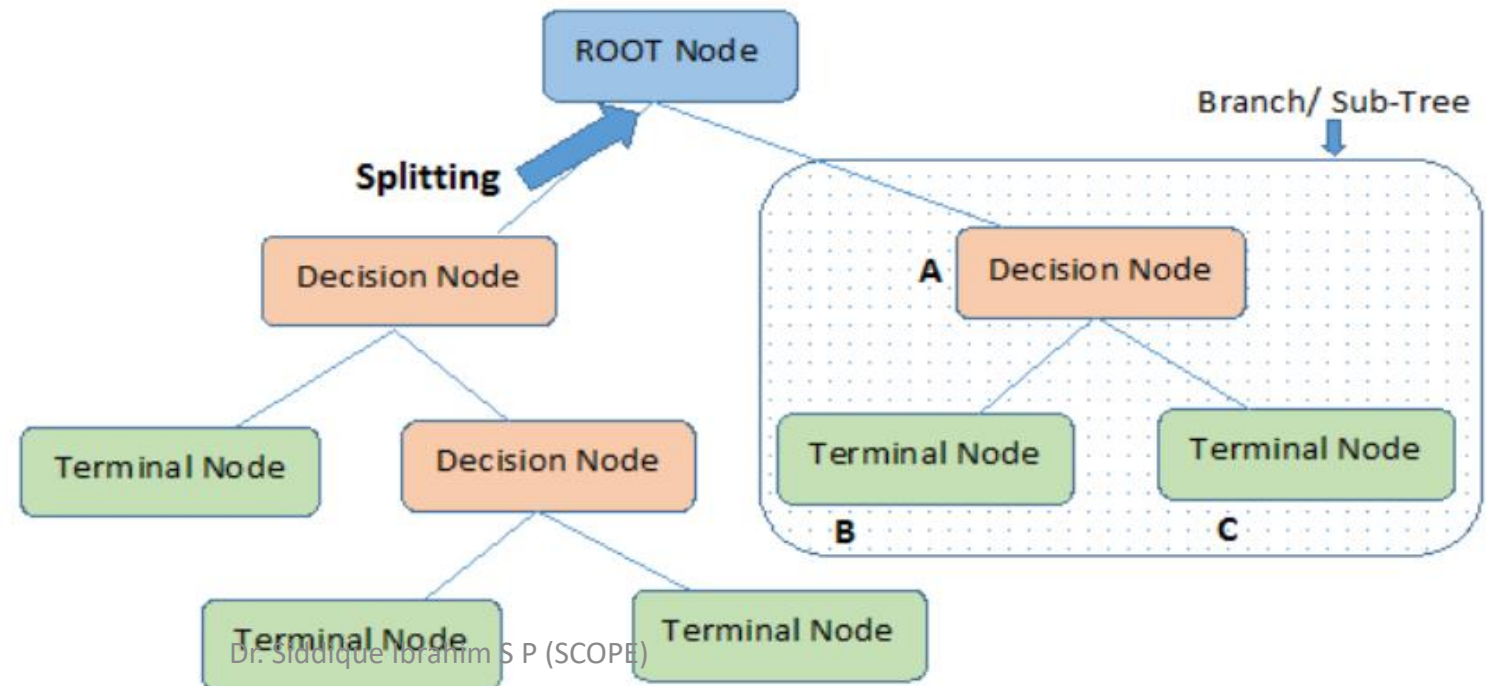 ROOT Node
Branch/ Sub-Tree
Splitting
Decision Node
A
Decision Node
Terminal Node
Decision Node
Terminal Node
Terminal Node
B
C
Terminal Node
Terminal Node
Dr. Siddique Ibrahim S P (SCOPE)